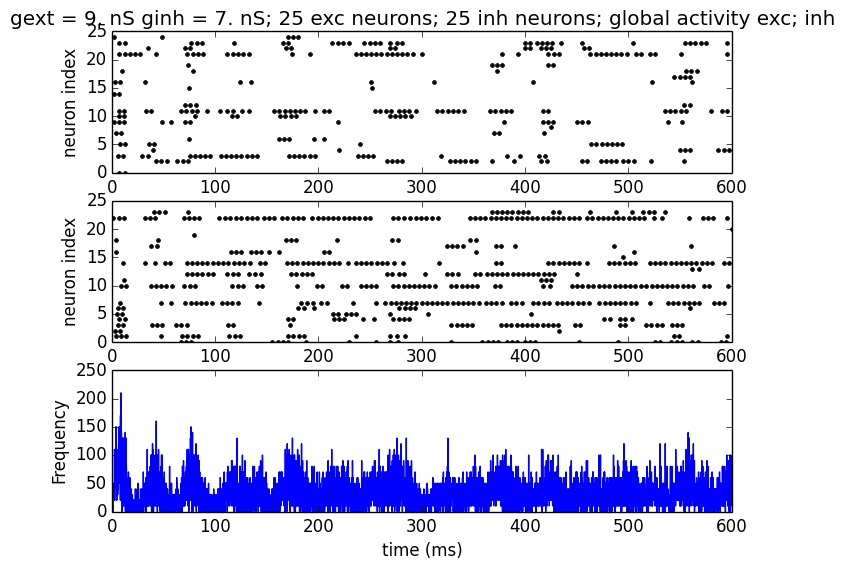 gext = 9. nS ginh = 7. nS; 25 exc neurons; 25 inh neurons; global activity exc; inh
25
20
15
10
5
0
neuron index
0 100 200 300 400 500 600
25
20
15
10
5
0
neuron index
0 100 200 300 400 500 600
250
200
150
100
50
0
Frequency
0 100 200 300 400 500 600
time (ms)